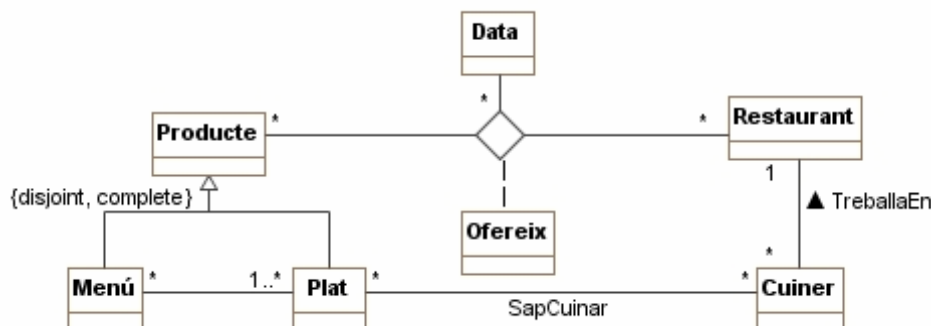 Data
*
Producte
*
*
Restaurant
{disjoint, complete}
1
▲ TreballaEn
Ofereix
*
Menú
*
1..*
Plat
*
*
Cuiner
SapCuinar